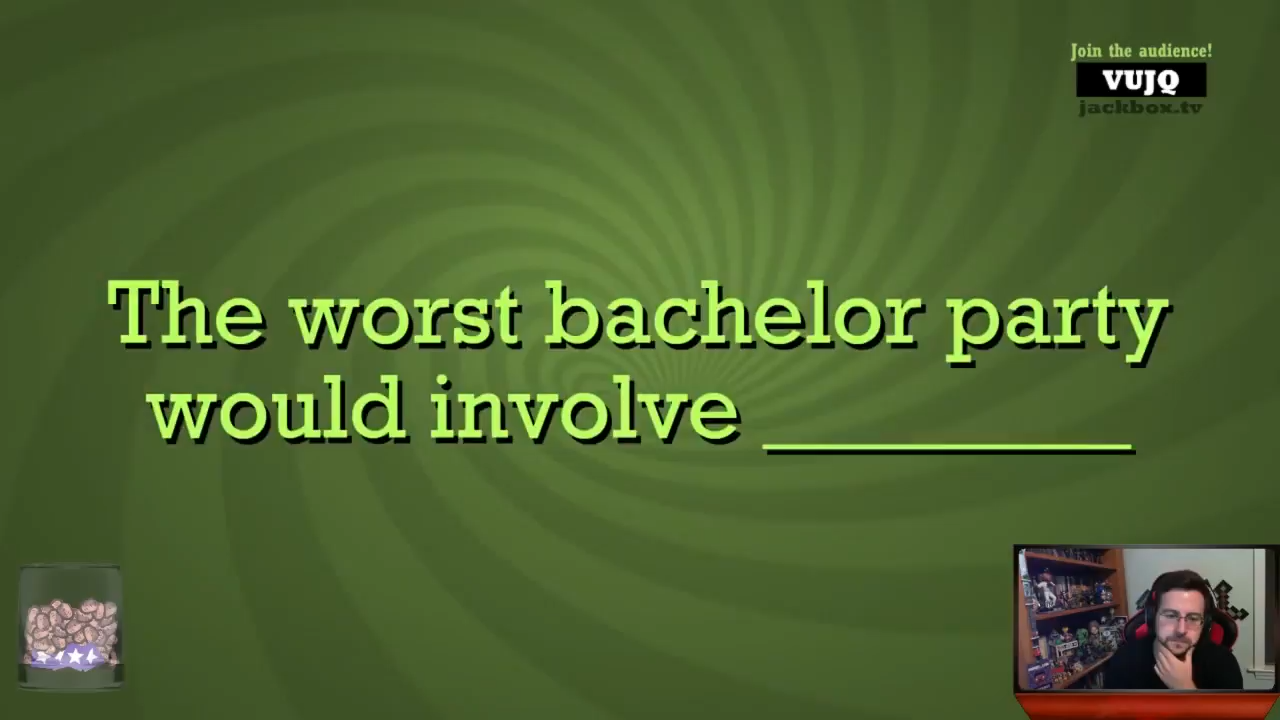 Join the audience!
VUJQ
jackbox.tv
The worst bachelor party
would involve ________